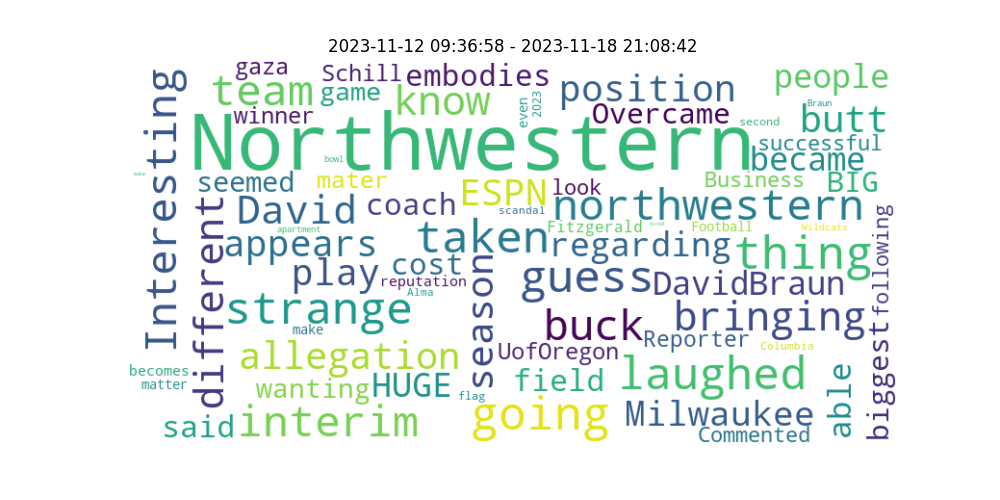 2023-11-12 09:36:58 - 2023-11-18 21:08:42
gaza
Schill
embodies
people
Interesting
team
game
know
position
Braun
winner
even
2023
Overcame
second
butt
Northwestern
successful
became
bowl
seemed
mater
ESPN
look
Business
BIG
David
coach
scandal
northwestern
different
apartment
appears
taken
Fitzgerald
Football
Wildcats
following
regarding
thing
play
cost
season
guess
DavidBraun
reputation
Alma
strange
make
buck
bringing
biggest
allegation
UofOregon
Reporter
Columbia
becomes
matter
wanting
HUGE
flag
field
laughed
able
said
interim
going
Milwaukee
Commented